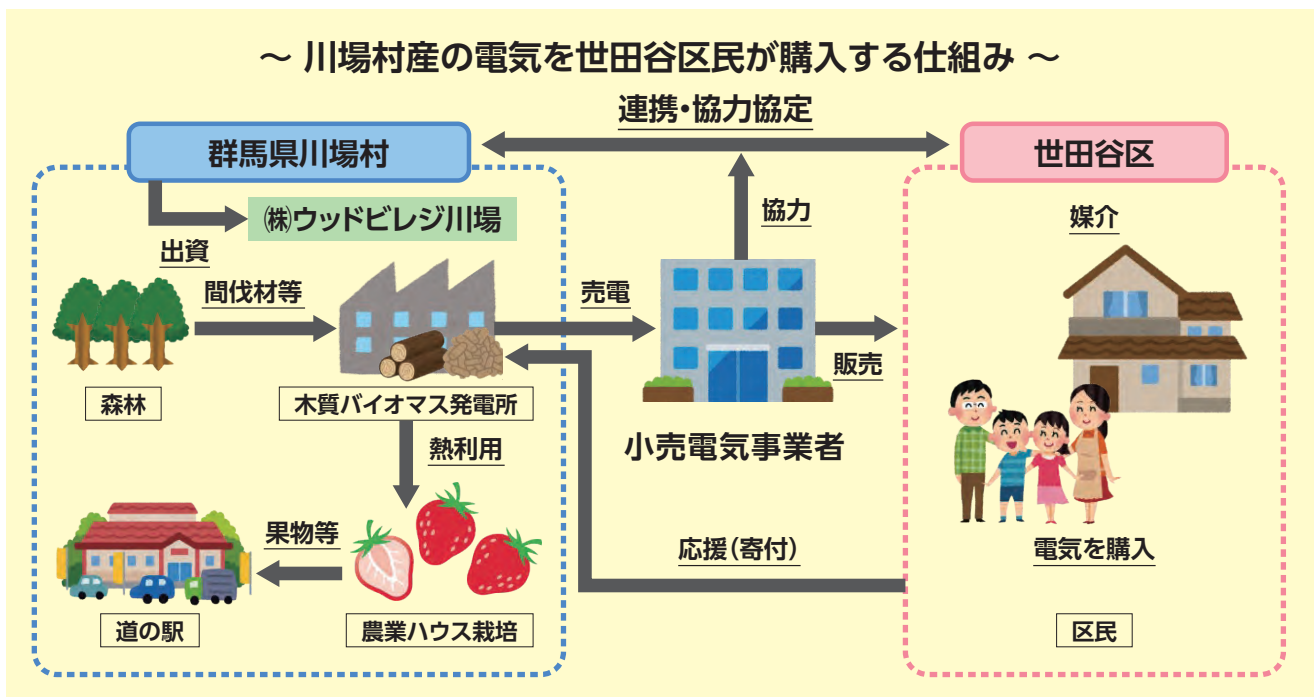 ～ 川場村産の電気を世田谷区民が購入する仕組み ～
連携・協力協定
群馬県川場村
世田谷区
㈱ウッドビレジ川場
協力
媒介
出資
間伐材等
売電
販売
森林
木質バイオマス発電所
熱利用
小売電気事業者
果物等
応援(寄付)
電気を購入
道の駅
農業ハウス栽培
区民